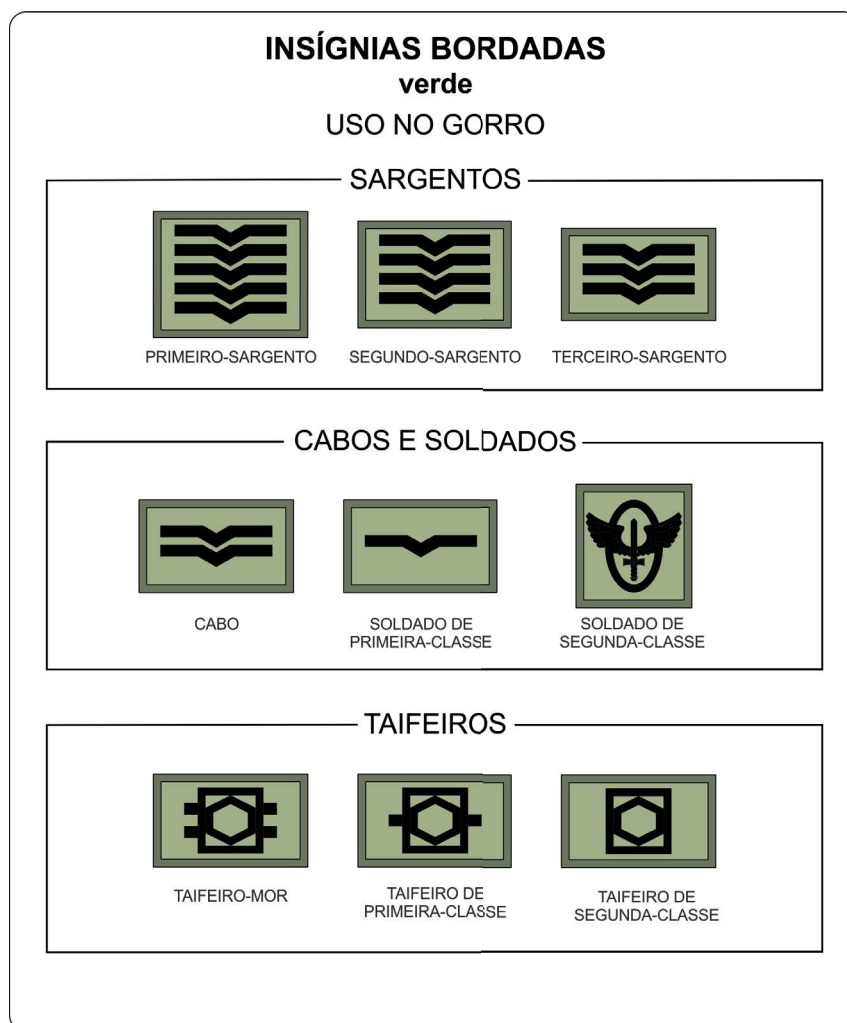 INSÍGNIAS BORDADAS
verde
USO NO GORRO
SARGENTOS
PRIMEIRO-SARGENTO
SEGUNDO-SARGENTO
TERCEIRO-SARGENTO
CABOS E SOLDADOS
CABO
SOLDADO DE
PRIMEIRA-CLASSE
SOLDADO DE
SEGUNDA-CLASSE
TAIFEIROS
TAIFEIRO-MOR
TAIFEIRO DE
PRIMEIRA-CLASSE
TAIFEIRO DE
SEGUNDA-CLASSE